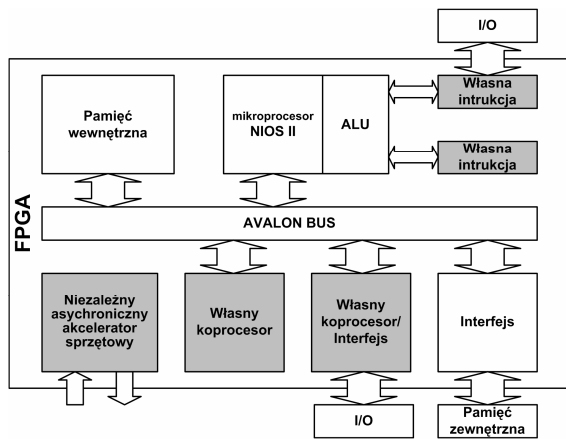 I/O
Pamięć
wewnętrzna
mikroprocesor
NIOS II
ALU
Własna
intrukcja
Własna
intrukcja
FPGA
AVALON BUS
Niezależny
asychroniczny
akcelerator
sprzętowy
Własny
koprocesor
Własny
koprocesor/
Interfejs
Interfejs
I/O
Pamięć
zewnętrzna